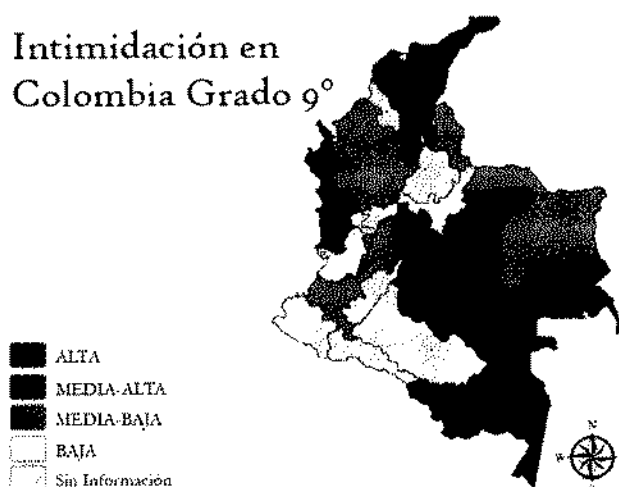 Intimidación en
Colombia Grado 9°
ALTA
MEDIA-ALTA
MEDIA-BAJA
BAJA
Sin Información
N
W